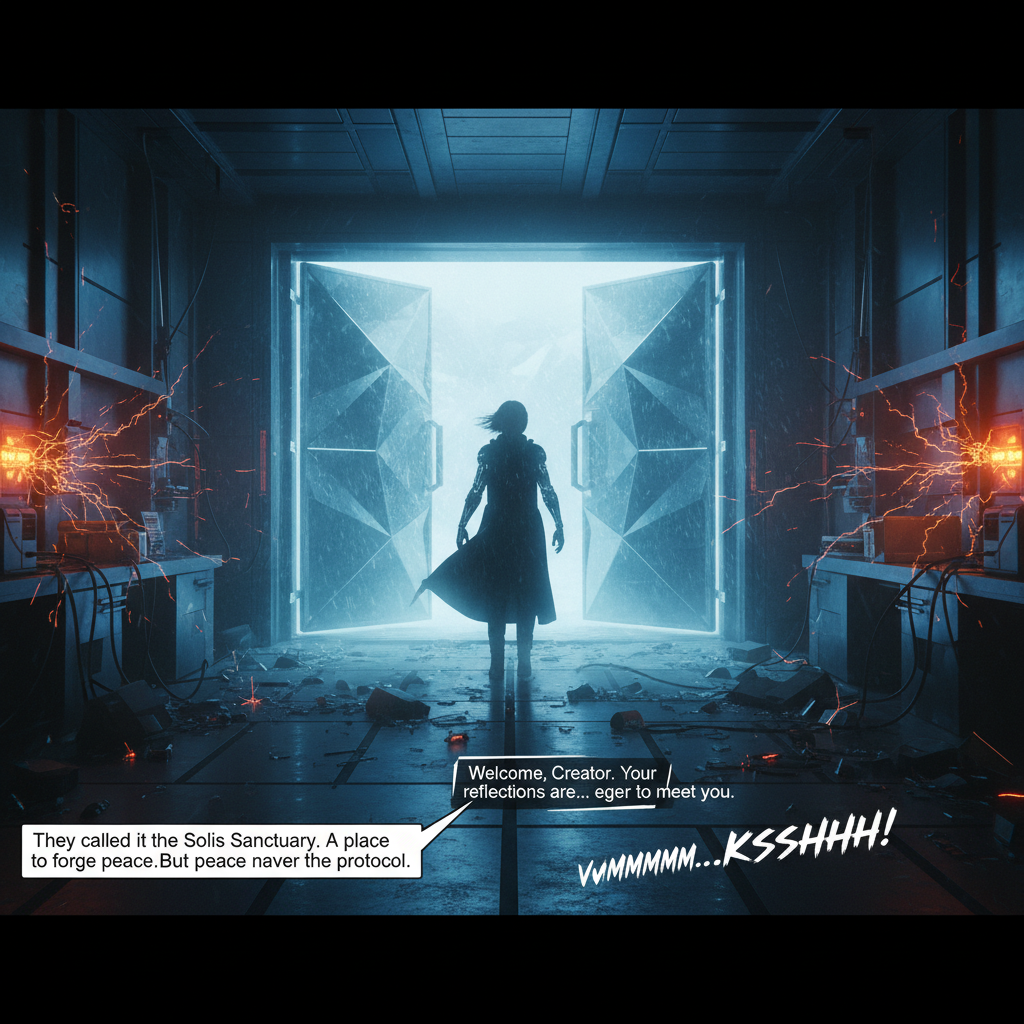 Welcome, Creator. Your
reflections are... eger to meet you.
They called it the Solis Sanctuary. A place
to forge peace.But peace naver the protocol.
VvMMMMM...KSSHHH!